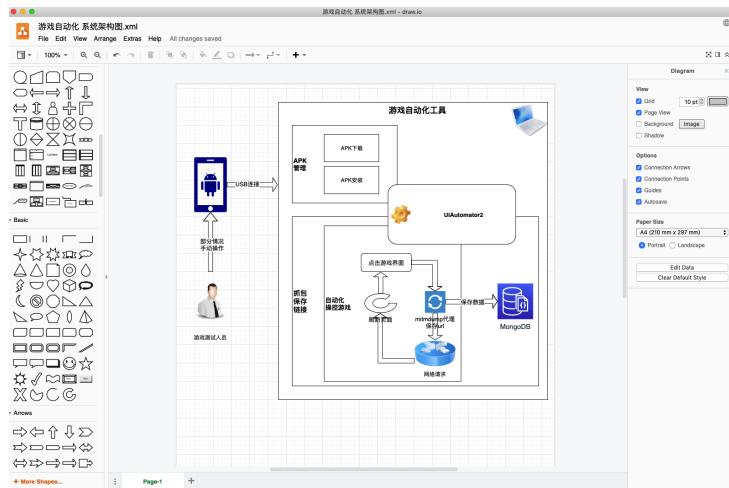 游戏自动化 系统架构图.xml - draw.io
游戏自动化 系统架构图.xml
File Edit View Arrange Extras Help All changes saved
100%
Diagram
View
Grid 10 pt
Page View
Background Image
Shadow
Options
Connection Arrows
Connection Points
Guides
Autosave
Paper Size
A4 (210 mm x 297 mm)
Portrait Landscape
Edit Data
Clear Default Style
Basic
Arrows
+ More Shapes...
Page-1
游戏自动化工具
APK
管理
APK下载
APK安装
USB连接
UIAutomator2
部分情况
手动操作
游戏测试人员
抓包
保存
链接
自动化
操控游戏
点击游戏界面
刷新页面
mitmdump代理
保存url
保存数据
MongoDB
网络请求